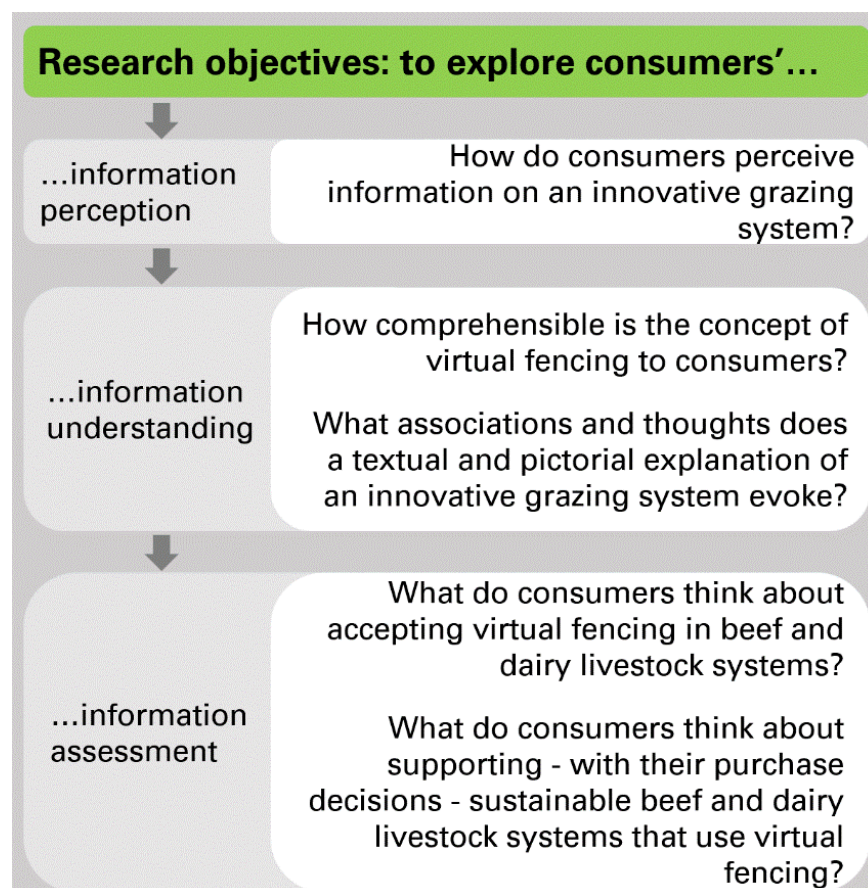 Research objectives: to explore consumers’…
…information
perception
How do consumers perceive
information on an innovative grazing
system?
…information
understanding
How comprehensible is the concept of
virtual fencing to consumers?
What associations and thoughts does
a textual and pictorial explanation of
an innovative grazing system evoke?
…information
assessment
What do consumers think about
accepting virtual fencing in beef and
dairy livestock systems?
What do consumers think about
supporting - with their purchase
decisions - sustainable beef and dairy
livestock systems that use virtual
fencing?